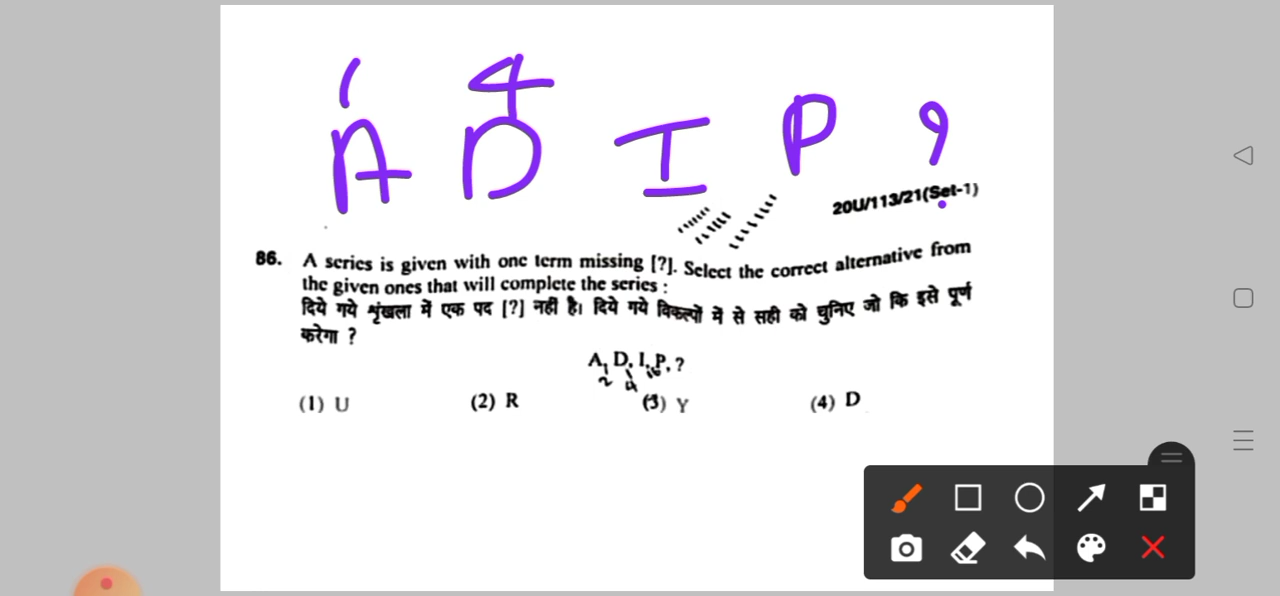 1 4
A D I P ?
20U/113/21(Set-1)
86. A series is given with one term missing [?]. Select the correct alternative from
the given ones that will complete the series :
दिये गये श्रृंखला में एक पद [?] नहीं है। दिये गये विकल्पों में से सही को चुनिए जो कि इसे पूर्ण
करेगा ?
A, D, I, P, ?
(1) U (2) R (3) Y (4) D